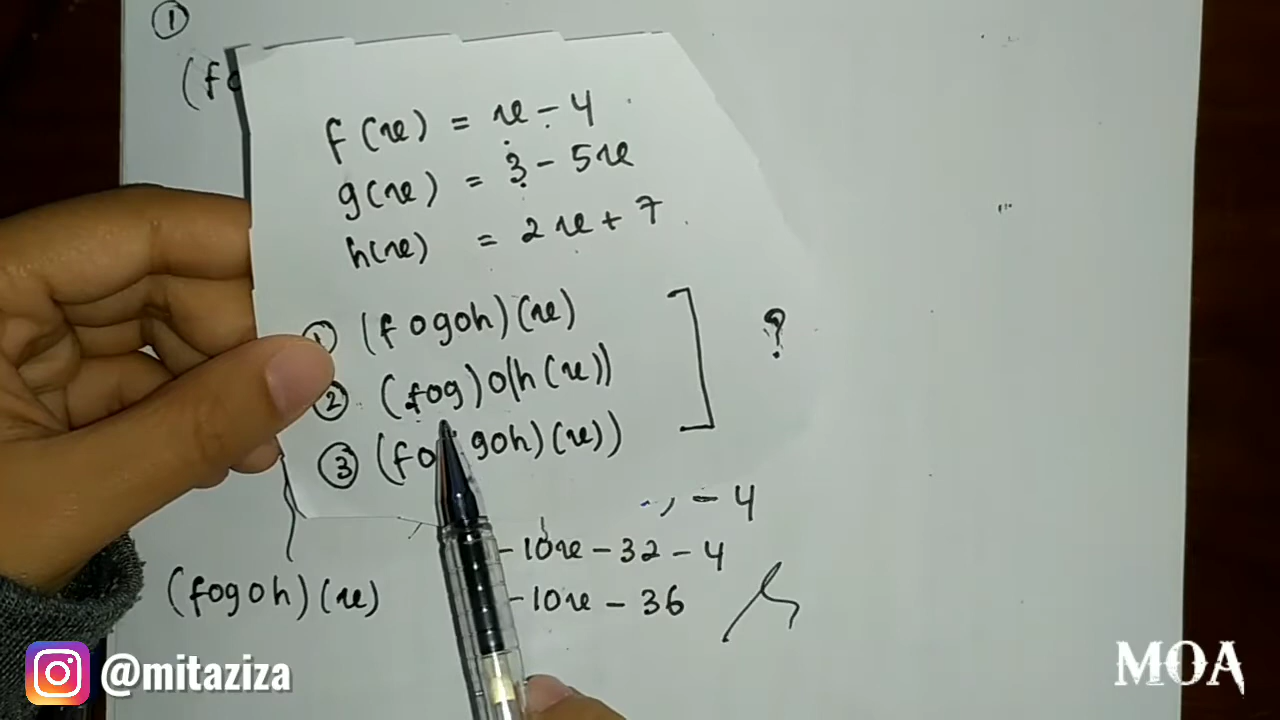 ①
(fo
f(x) = x - 4
g(x) = 3 - 5x
h(x) = 2x + 7
① (fogoh)(x)
② (fog)o(h(x))
③ (fo goh)(x))
?
, - 4
-10x - 32 - 4
(fogoh)(x) -10x - 36
@mitaziza
MOA